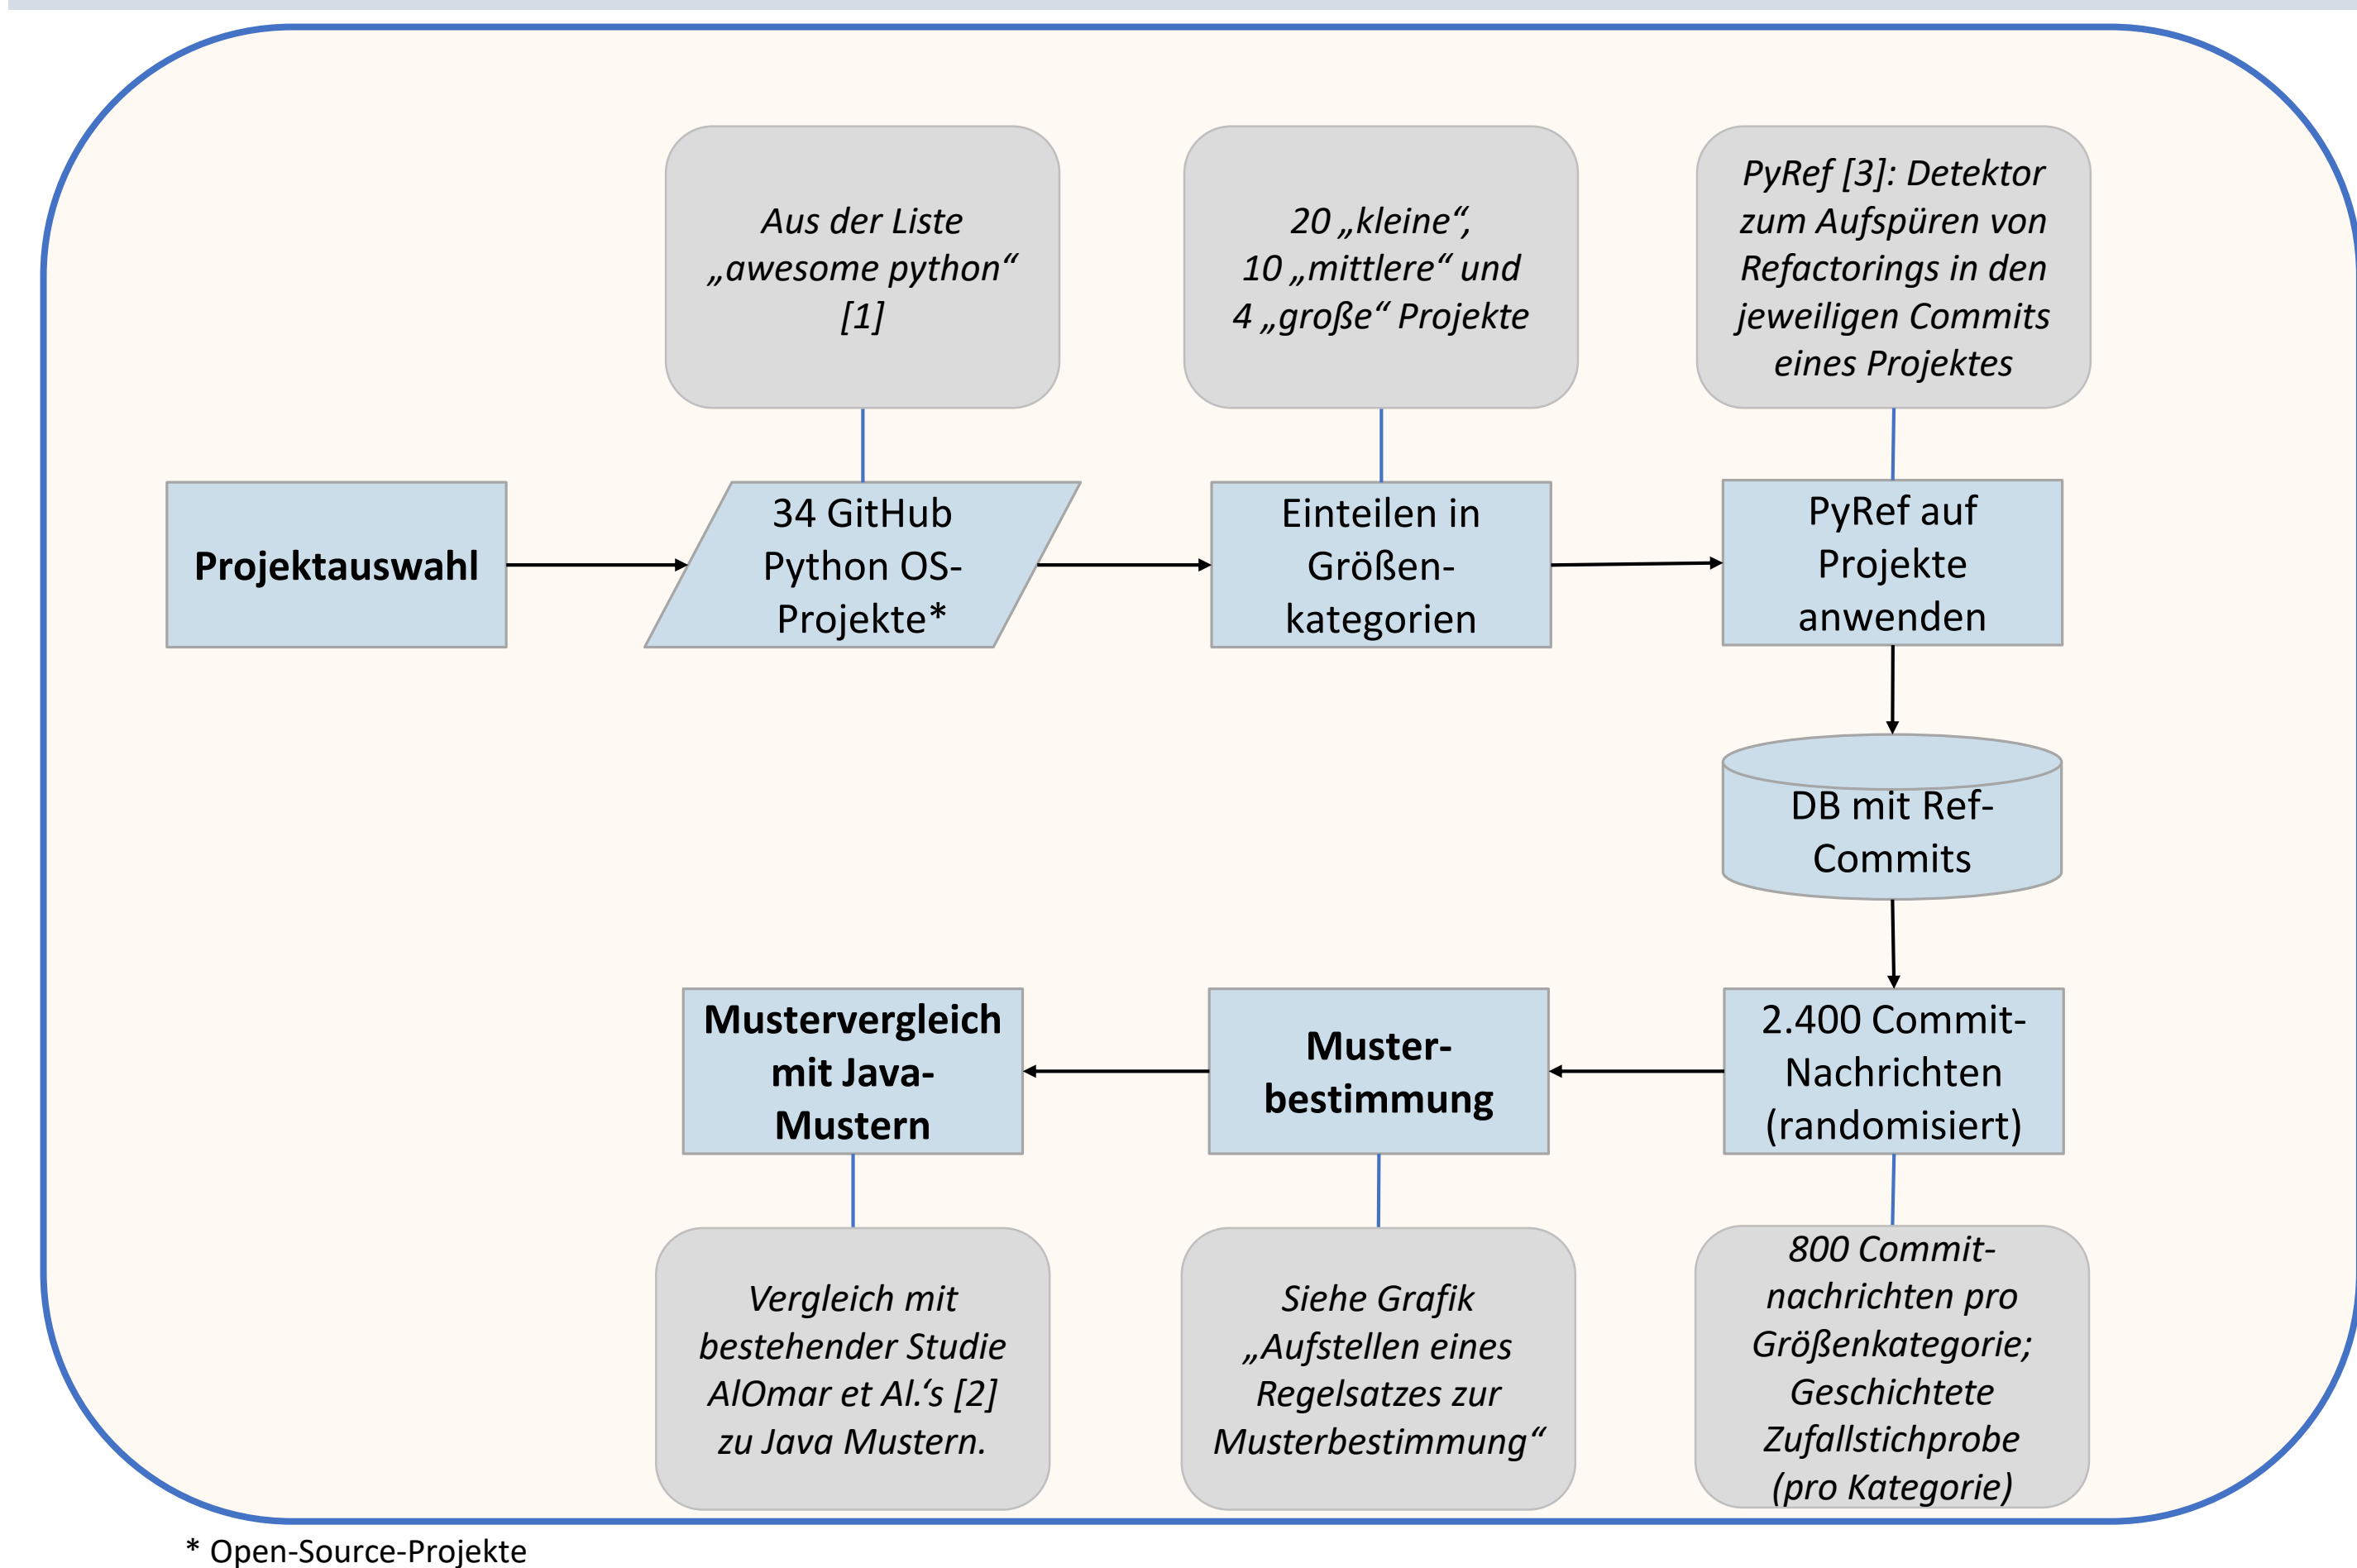 Aus der Liste
„awesome python“
[1]
20 „kleine“,
10 „mittlere“ und
4 „große“ Projekte
PyRef [3]: Detektor
zum Aufspüren von
Refactorings in den
jeweiligen Commits
eines Projektes
Projektauswahl
34 GitHub
Python OS-
Projekte*
Einteilen in
Größen-
kategorien
PyRef auf
Projekte
anwenden
DB mit Ref-
Commits
2.400 Commit-
Nachrichten
(randomisiert)
Muster-
bestimmung
Mustervergleich
mit Java-
Mustern
Vergleich mit
bestehender Studie
AlOmar et Al.‘s [2]
zu Java Mustern.
Siehe Grafik
„Aufstellen eines
Regelsatzes zur
Musterbestimmung“
800 Commit-
nachrichten pro
Größenkategorie;
Geschichtete
Zufallstichprobe
(pro Kategorie)
* Open-Source-Projekte